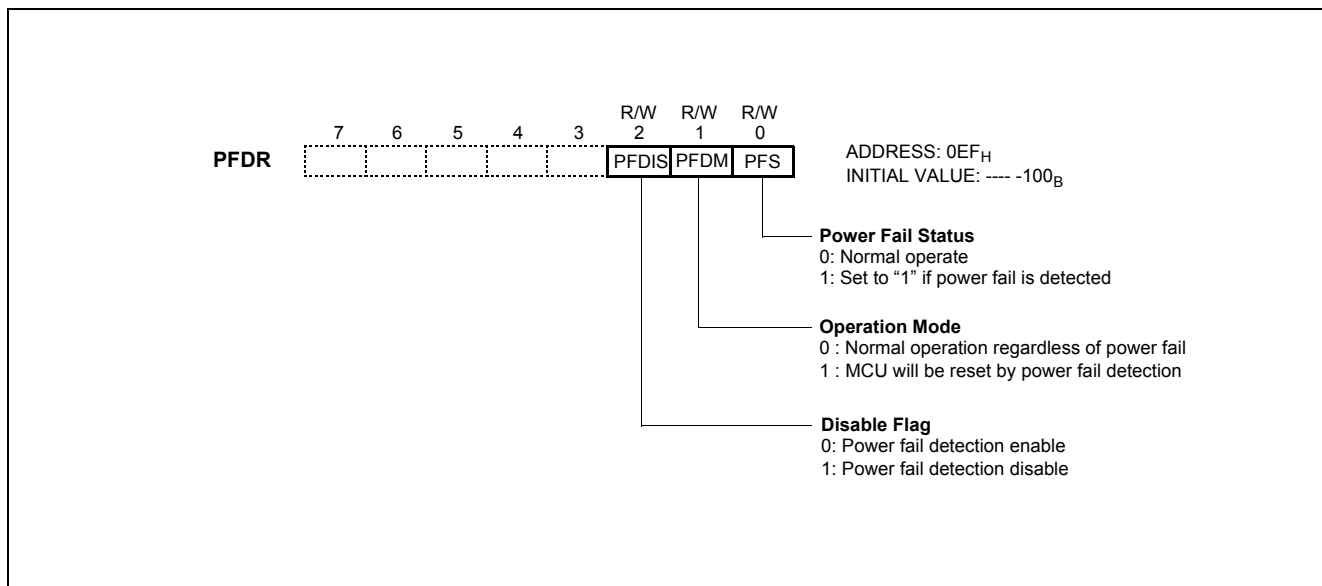 R/W R/W R/W
7 6 5 4 3 2 1 0
PFDR PFDIS PFDM PFS
ADDRESS: 0EFH
INITIAL VALUE: ---- -100B
Power Fail Status
0: Normal operate
1: Set to “1” if power fail is detected
Operation Mode
0 : Normal operation regardless of power fail
1 : MCU will be reset by power fail detection
Disable Flag
0: Power fail detection enable
1: Power fail detection disable